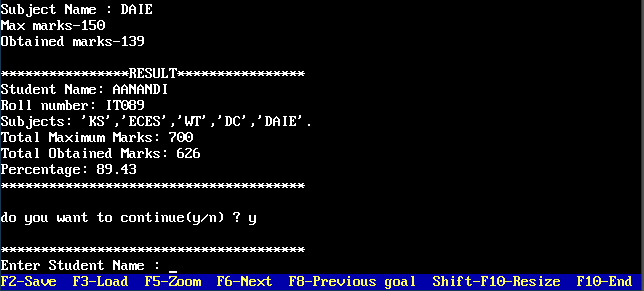 Subject Name : DAIE
Max marks-150
Obtained marks-139
****************RESULT****************
Student Name: AANANDI
Roll number: IT089
Subjects: 'KS','ECES','WT','DC','DAIE'.
Total Maximum Marks: 700
Total Obtained Marks: 626
Percentage: 89.43
**************************************
do you want to continue(y/n) ? y
**************************************
Enter Student Name : _
F2-Save  F3-Load  F5-Zoom  F6-Next  F8-Previous goal  Shift-F10-Resize  F10-End